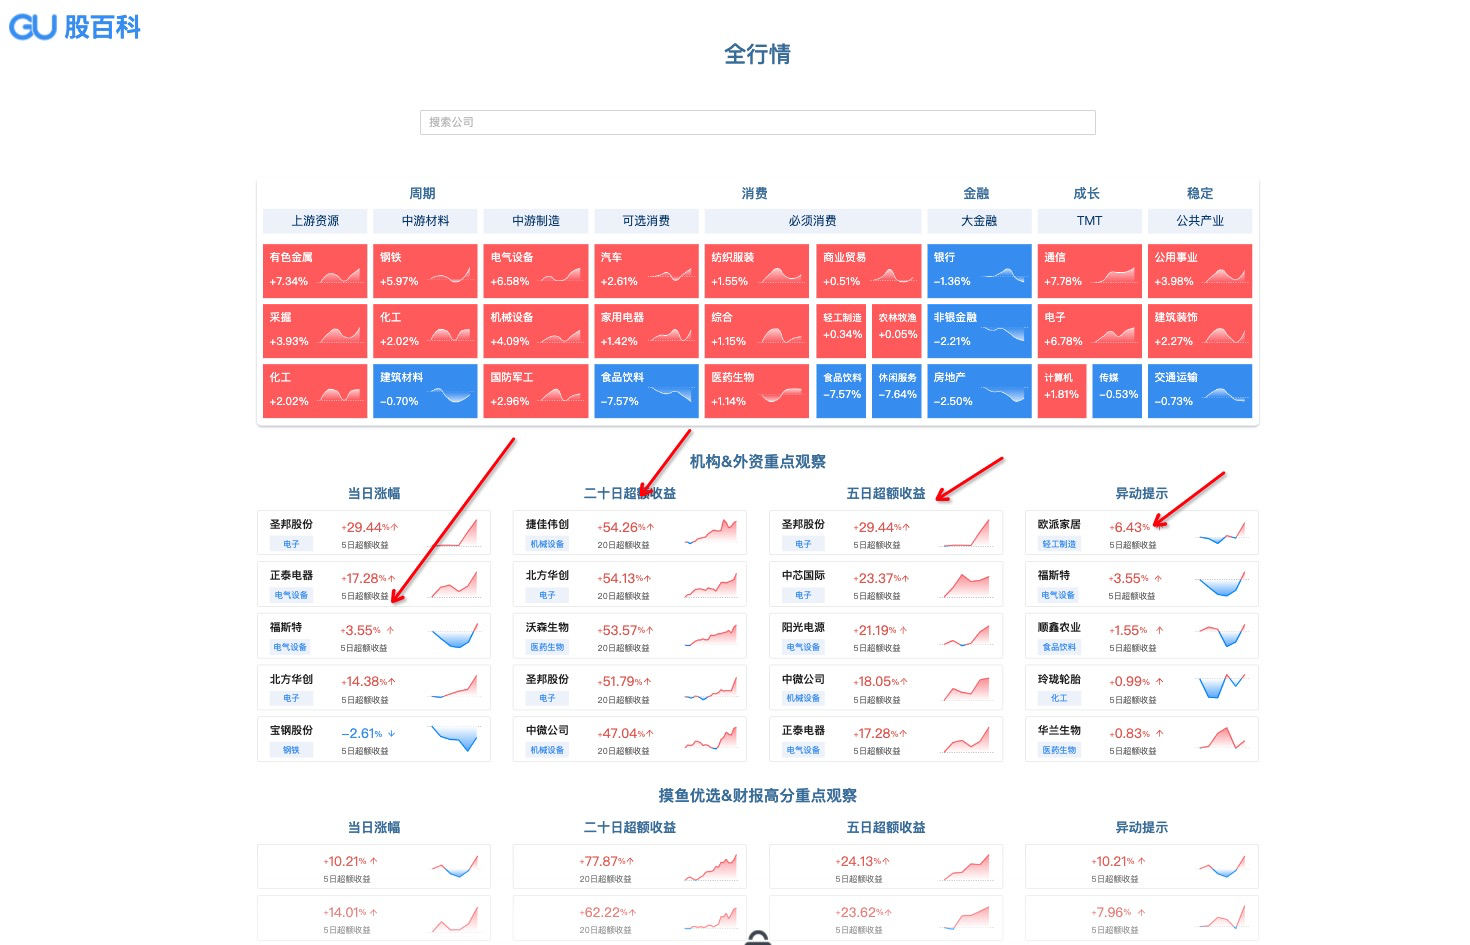 GU 股百科
全行情
搜索公司
周期 消费 金融 成长 稳定
上游资源 中游材料 中游制造 可选消费 必须消费 大金融 TMT 公共产业
有色金属 钢铁 电气设备 汽车 纺织服装 商业贸易 银行 通信 公用事业
+7.34% +5.97% +6.58% +2.61% +1.55% +0.51% -1.36% +7.78% +3.98%
采掘 化工 机械设备 家用电器 综合 轻工制造 农林牧渔 非银金融 电子 建筑装饰
+3.93% +2.02% +4.09% +1.42% +1.15% +0.34% +0.05% -2.21% +6.78% +2.27%
化工 建筑材料 国防军工 食品饮料 医药生物 食品饮料 休闲服务 房地产 计算机 传媒 交通运输
+2.02% -0.70% +2.96% -7.57% +1.14% -7.57% -7.64% -2.50% +1.81% -0.53% -0.73%
机构&外资重点观察
当日涨幅 二十日超额收益 五日超额收益 异动提示
圣邦股份 +29.44%↑ 捷佳伟创 +54.26%↑ 圣邦股份 +29.44%↑ 欧派家居 +6.43% ↑
电子 5日超额收益 机械设备 20日超额收益 电子 5日超额收益 轻工制造 5日超额收益
正泰电器 +17.28%↑ 北方华创 +54.13%↑ 中芯国际 +23.37%↑ 福斯特 +3.55% ↑
电气设备 5日超额收益 电子 20日超额收益 电子 5日超额收益 电气设备 5日超额收益
福斯特 +3.55% ↑ 沃森生物 +53.57%↑ 阳光电源 +21.19% ↑ 顺鑫农业 +1.55% ↑
电气设备 5日超额收益 医药生物 20日超额收益 电气设备 5日超额收益 食品饮料 5日超额收益
北方华创 +14.38%↑ 圣邦股份 +51.79%↑ 中微公司 +18.05%↑ 玲珑轮胎 +0.99% ↑
电子 5日超额收益 电子 20日超额收益 机械设备 5日超额收益 化工 5日超额收益
宝钢股份 -2.61% ↓ 中微公司 +47.04%↑ 正泰电器 +17.28%↑ 华兰生物 +0.83% ↑
钢铁 5日超额收益 机械设备 20日超额收益 电气设备 5日超额收益 医药生物 5日超额收益
摸鱼优选&财报高分重点观察
当日涨幅 二十日超额收益 五日超额收益 异动提示
+10.21% ↑ +77.87%↑ +24.13% ↑ +10.21% ↑
5日超额收益 20日超额收益 5日超额收益 5日超额收益
+14.01% ↑ +62.22%↑ +23.62%↑ +7.96% ↑
5日超额收益 20日超额收益 5日超额收益 5日超额收益